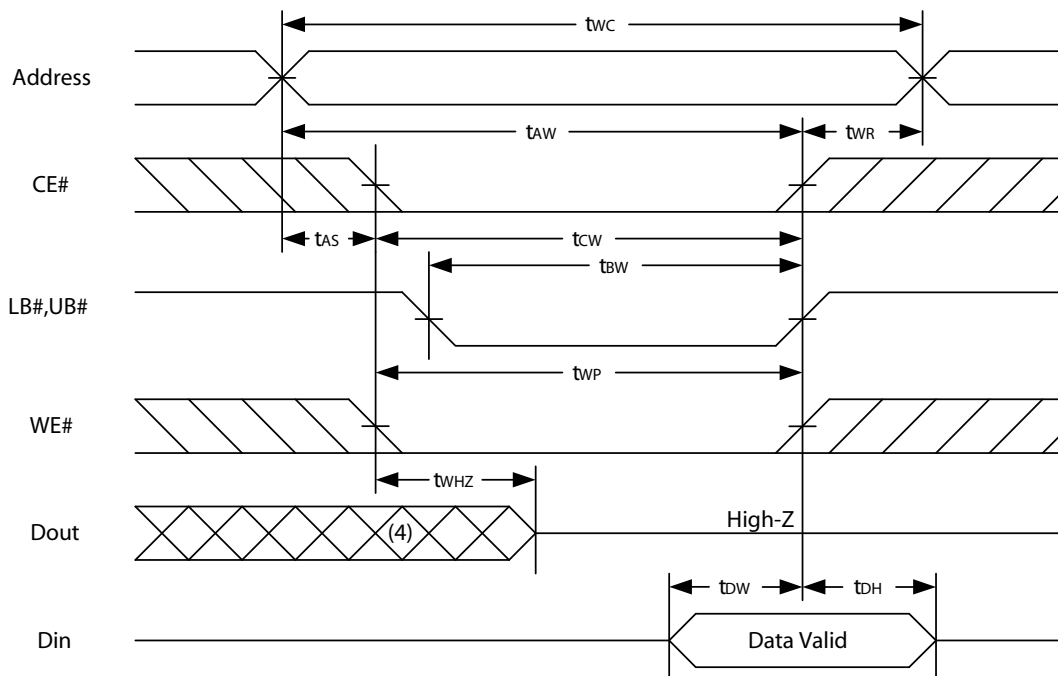 tWC
Address
tAW
tWR
CE#
tAS
tCW
tBW
LB#,UB#
tWP
WE#
tWHZ
Dout
(4)
High-Z
tDW
tDH
Din
Data Valid